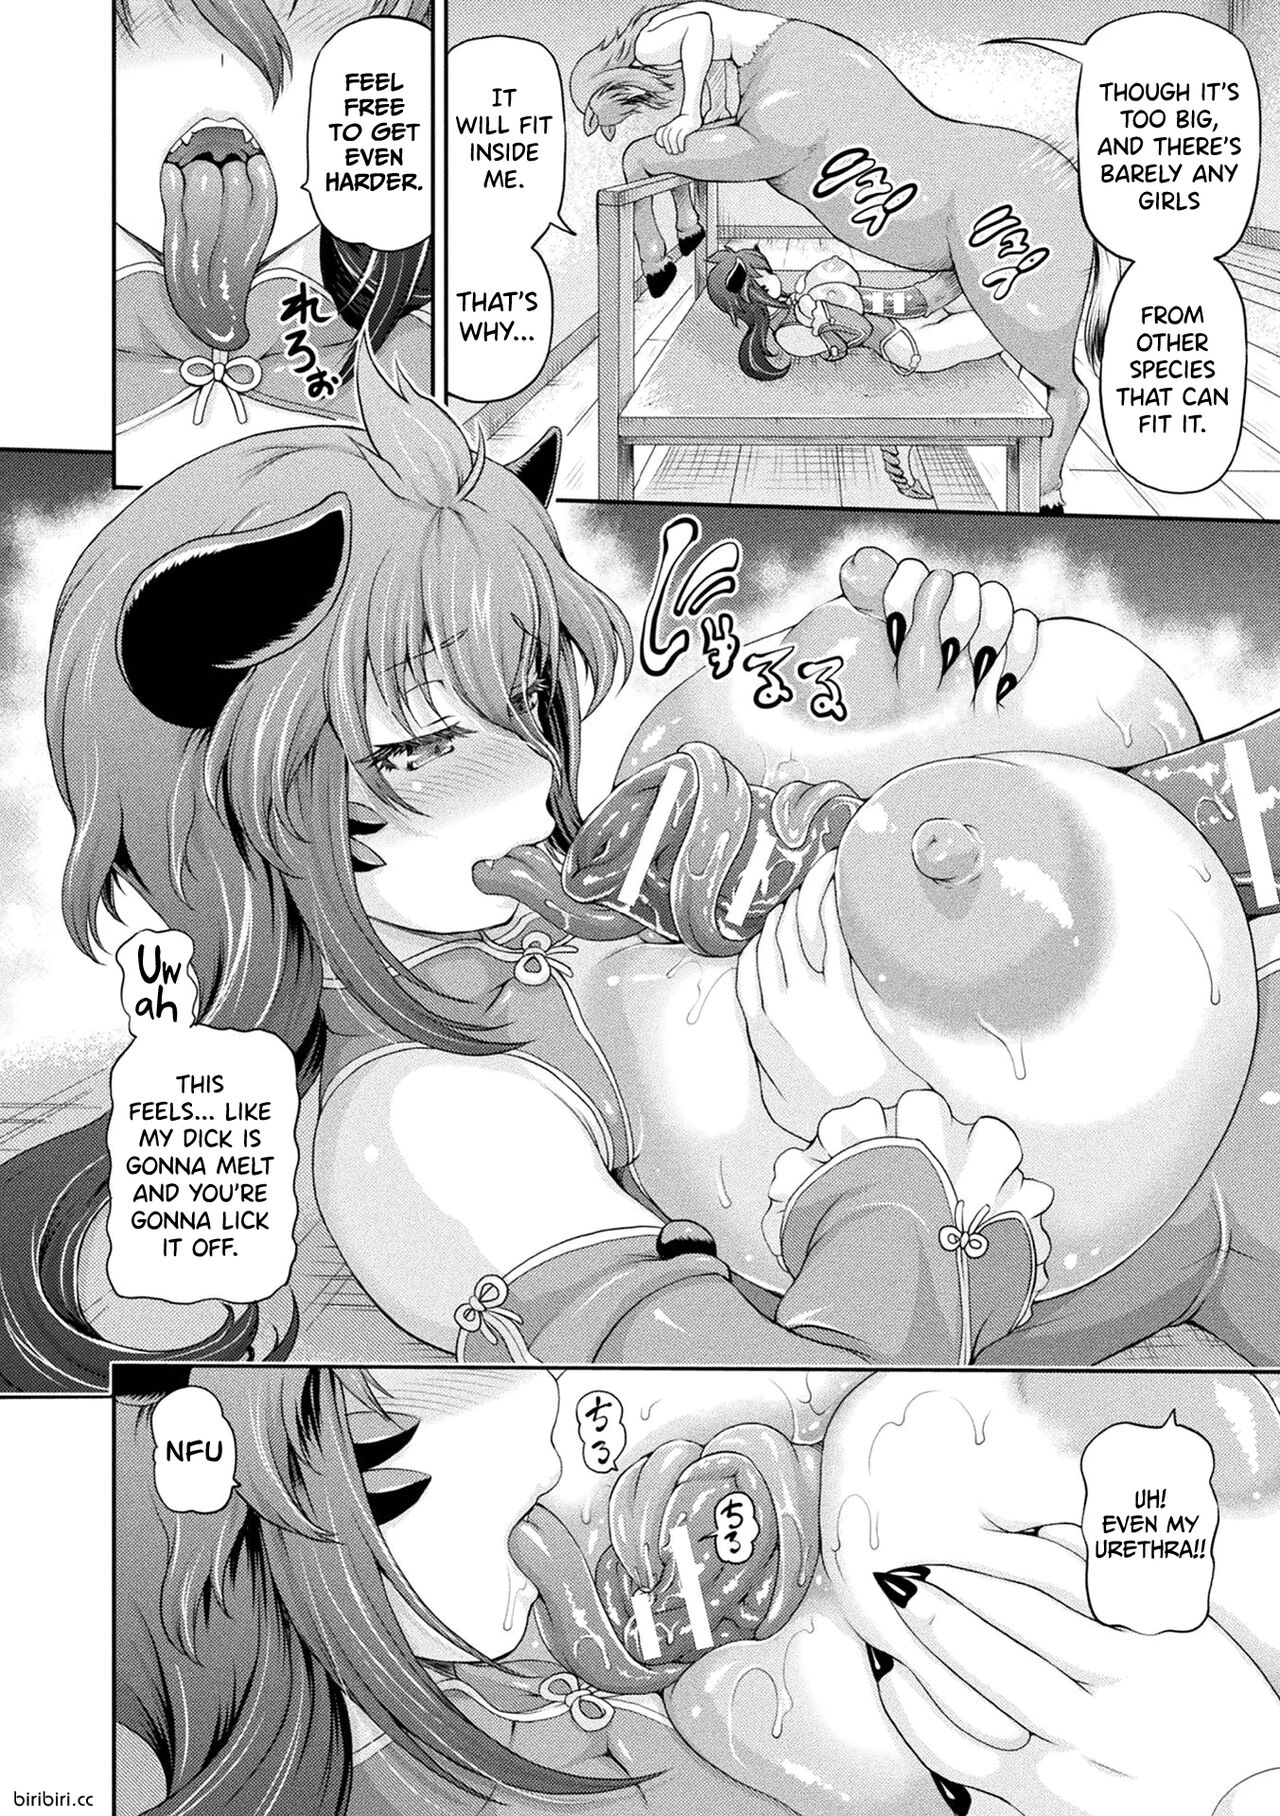 THOUGH IT'S
TOO BIG,
AND THERE'S
BARELY ANY
GIRLS
FROM
OTHER
SPECIES
THAT CAN
FIT IT.
IT
WILL FIT
INSIDE
ME.
THAT'S
WHY...
FEEL
FREE
TO GET
EVEN
HARDER.
れろぉ
じゅるるる
Uw
ah
THIS
FEELS... LIKE
MY DICK IS
GONNA MELT
AND YOU'RE
GONNA LICK
IT OFF.
UH!
EVEN MY
URETHRA!!
ちろ
ちろ
NFU
biribiri.cc